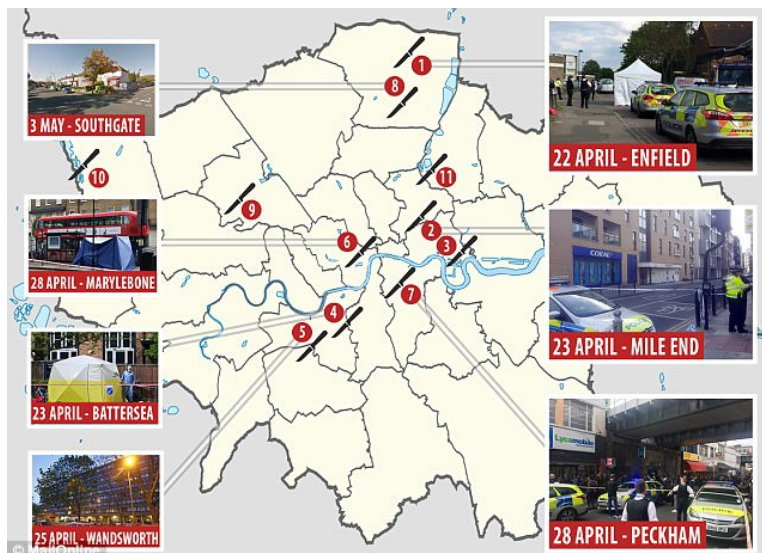 3 MAY - SOUTHGATE
28 APRIL - MARYLEBONE
23 APRIL - BATTERSEA
25 APRIL - WANDSWORTH
© MailOnline
1
8
10
11
9
2
6
3
7
4
5
22 APRIL - ENFIELD
CORAL
23 APRIL - MILE END
Lycamobile
28 APRIL - PECKHAM